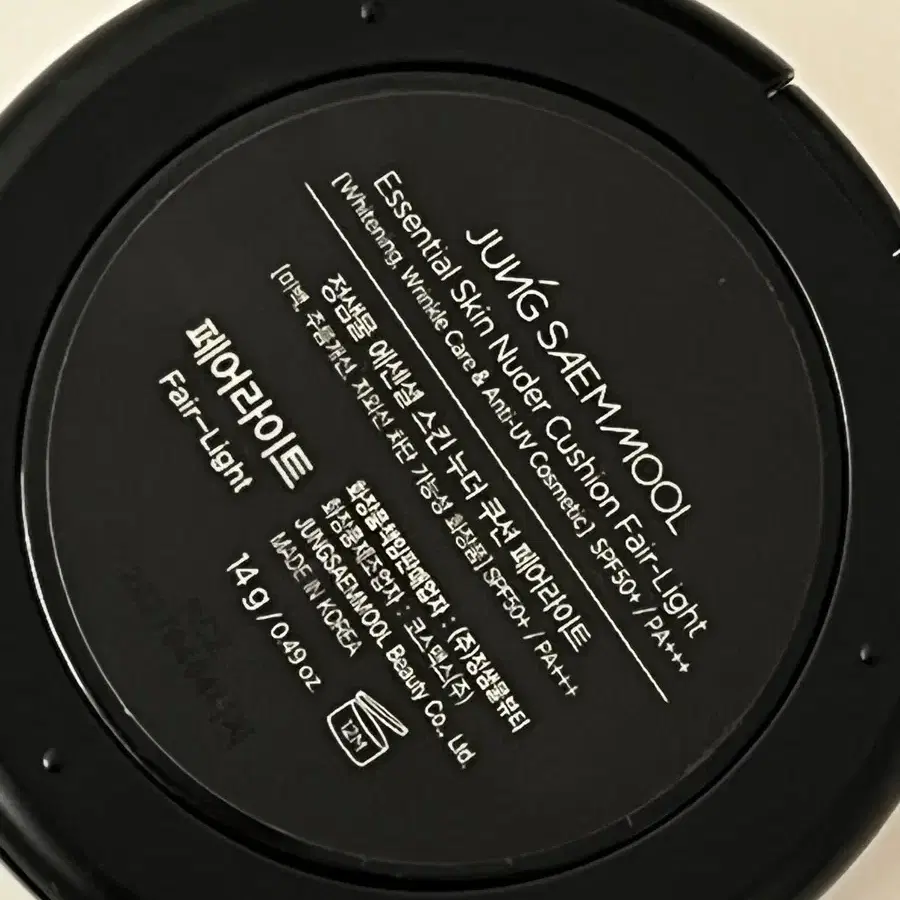 JUNG SAEM MOOL
Essential Skin Nuder Cushion Fair-Light
[Whitening, Wrinkle Care & Anti-UV Cosmetic] SPF50+ / PA+++
정샘물 에센셜 스킨 누더 쿠션 페어라이트
[미백, 주름개선, 자외선 차단 기능성 화장품] SPF50+ / PA+++
페어라이트
Fair-Light
화장품책임판매업자 : (주)정샘물뷰티
화장품제조업자 : 코스맥스(주)
JUNGSAEMMOOL Beauty Co., Ltd.
MADE IN KOREA
14 g / 0.49 oz
12M